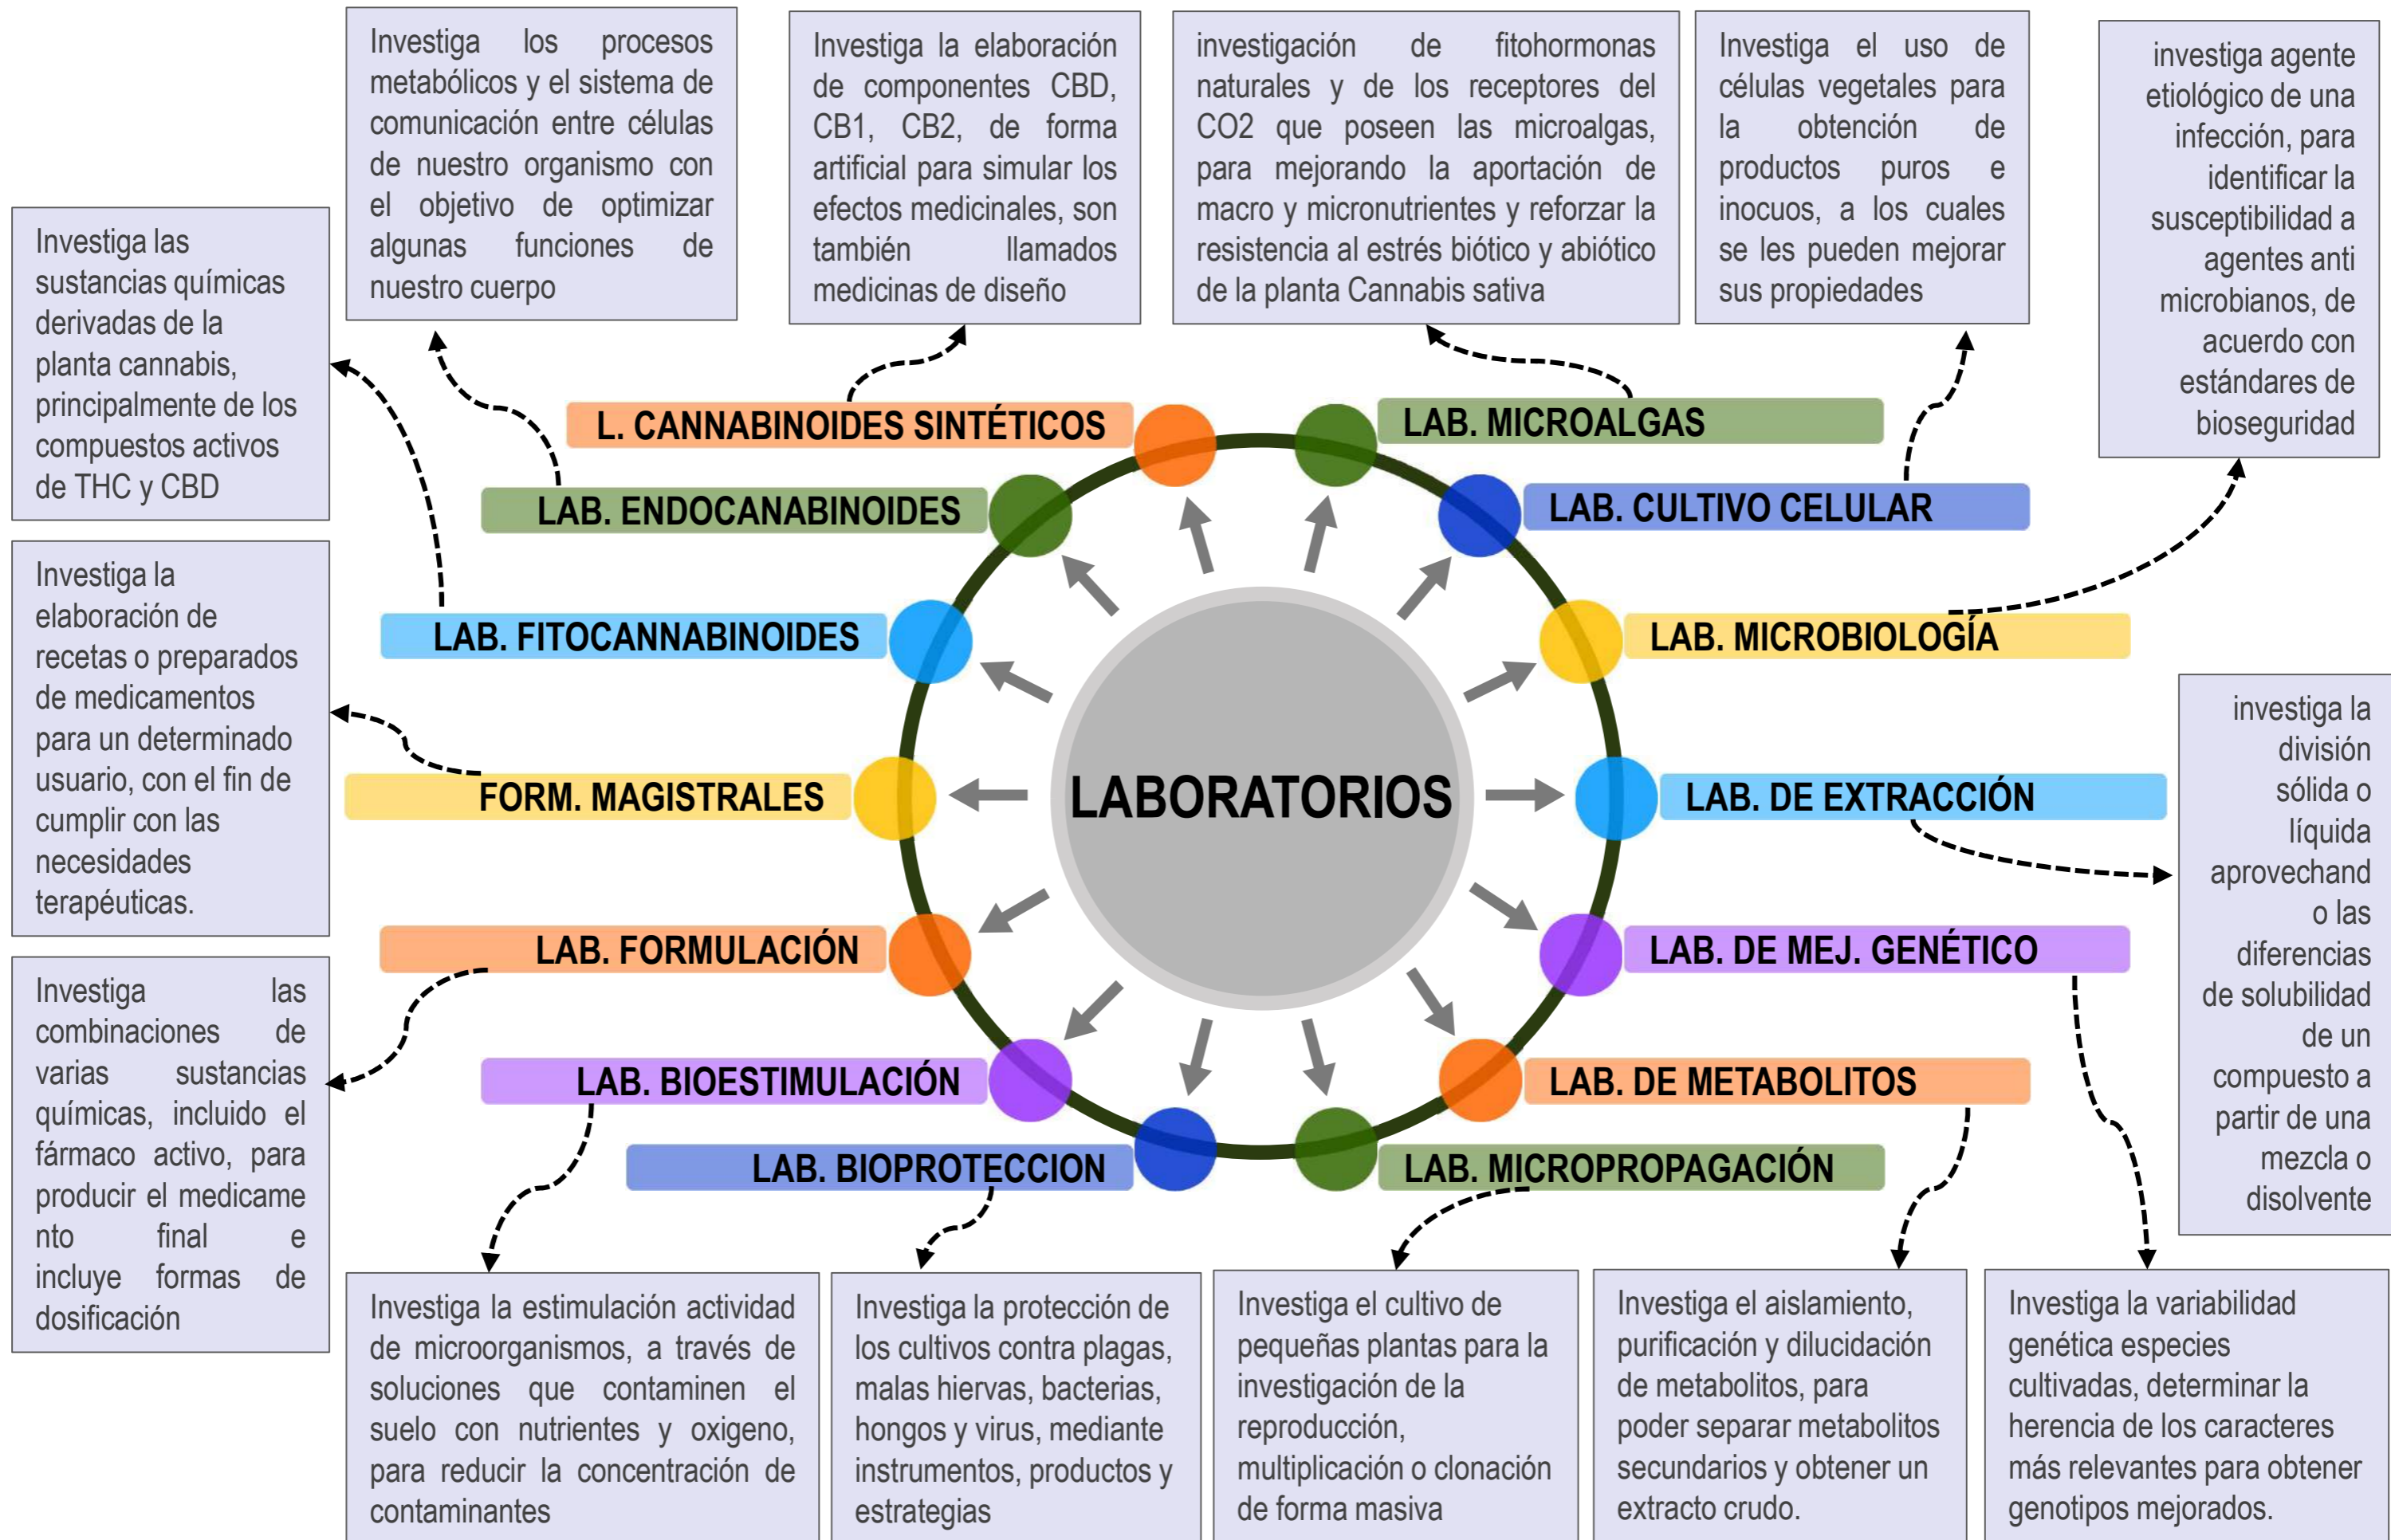 Investiga los procesos
metabólicos y el sistema de
comunicación entre células
de nuestro organismo con
el objetivo de optimizar
algunas funciones de
nuestro cuerpo
Investiga la elaboración
de componentes CBD,
CB1, CB2, de forma
artificial para simular los
efectos medicinales, son
también llamados
medicinas de diseño
investigación de fitohormonas
naturales y de los receptores del
CO2 que poseen las microalgas,
para mejorando la aportación de
macro y micronutrientes y reforzar la
resistencia al estrés biótico y abiótico
de la planta Cannabis sativa
Investiga el uso de
células vegetales para
la obtención de
productos puros e
inocuos, a los cuales
se les pueden mejorar
sus propiedades
investiga agente
etiológico de una
infección, para
identificar la
susceptibilidad a
agentes anti
microbianos, de
acuerdo con
estándares de
bioseguridad
Investiga las
sustancias químicas
derivadas de la
planta cannabis,
principalmente de los
compuestos activos
de THC y CBD
L. CANNABINOIDES SINTÉTICOS
LAB. MICROALGAS
LAB. ENDOCANABINOIDES
LAB. CULTIVO CELULAR
LAB. FITOCANNABINOIDES
LAB. MICROBIOLOGÍA
Investiga la
elaboración de
recetas o preparados
de medicamentos
para un determinado
usuario, con el fin de
cumplir con las
necesidades
terapéuticas.
FORM. MAGISTRALES
LABORATORIOS
LAB. DE EXTRACCIÓN
investiga la
división
sólida o
líquida
aprovechand
o las
diferencias
de solubilidad
de un
compuesto a
partir de una
mezcla o
disolvente
LAB. FORMULACIÓN
LAB. DE MEJ. GENÉTICO
Investiga las
combinaciones de
varias sustancias
químicas, incluido el
fármaco activo, para
producir el medicame
nto final e
incluye formas de
dosificación
LAB. BIOESTIMULACIÓN
LAB. DE METABOLITOS
LAB. BIOPROTECCION
LAB. MICROPROPAGACIÓN
Investiga la estimulación actividad
de microorganismos, a través de
soluciones que contaminen el
suelo con nutrientes y oxigeno,
para reducir la concentración de
contaminantes
Investiga la protección de
los cultivos contra plagas,
malas hiervas, bacterias,
hongos y virus, mediante
instrumentos, productos y
estrategias
Investiga el cultivo de
pequeñas plantas para la
investigación de la
reproducción,
multiplicación o clonación
de forma masiva
Investiga el aislamiento,
purificación y dilucidación
de metabolitos, para
poder separar metabolitos
secundarios y obtener un
extracto crudo.
Investiga la variabilidad
genética especies
cultivadas, determinar la
herencia de los caracteres
más relevantes para obtener
genotipos mejorados.